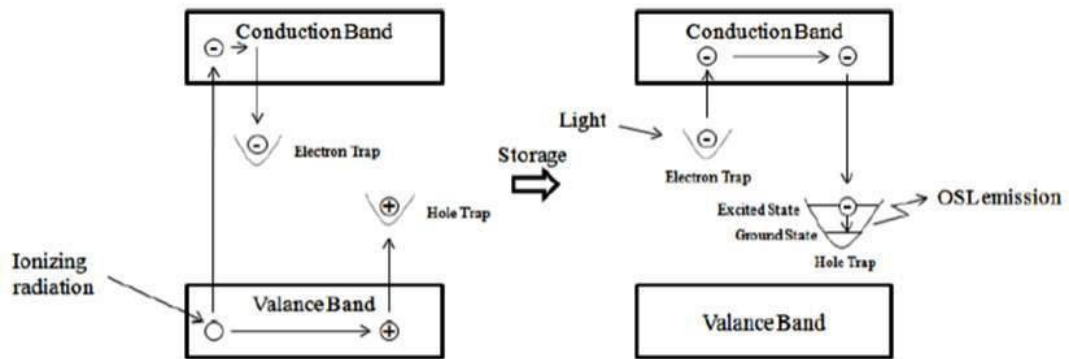 Conduction Band
⊖
⊖
Electron Trap
⊕
Hole Trap
Ionizing
radiation
Valance Band
⊕
Storage
Conduction Band
⊖
⊖
Light
⊖
Electron Trap
Excited State
⊖
OSL emission
Ground State
Hole Trap
Valance Band